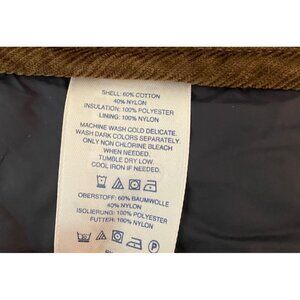 SHELL: 60% COTTON
40% NYLON
INSULATION: 100% POLYESTER
LINING: 100% NYLON
MACHINE WASH COLD DELICATE.
WASH DARK COLORS SEPARATELY.
ONLY NON CHLORINE BLEACH
WHEN NEEDED.
TUMBLE DRY LOW.
COOL IRON IF NEEDED.
OBERSTOFF: 60% BAUMWOLLE
40% NYLON
ISOLIERUNG: 100% POLYESTER
FUTTER: 100% NYLON